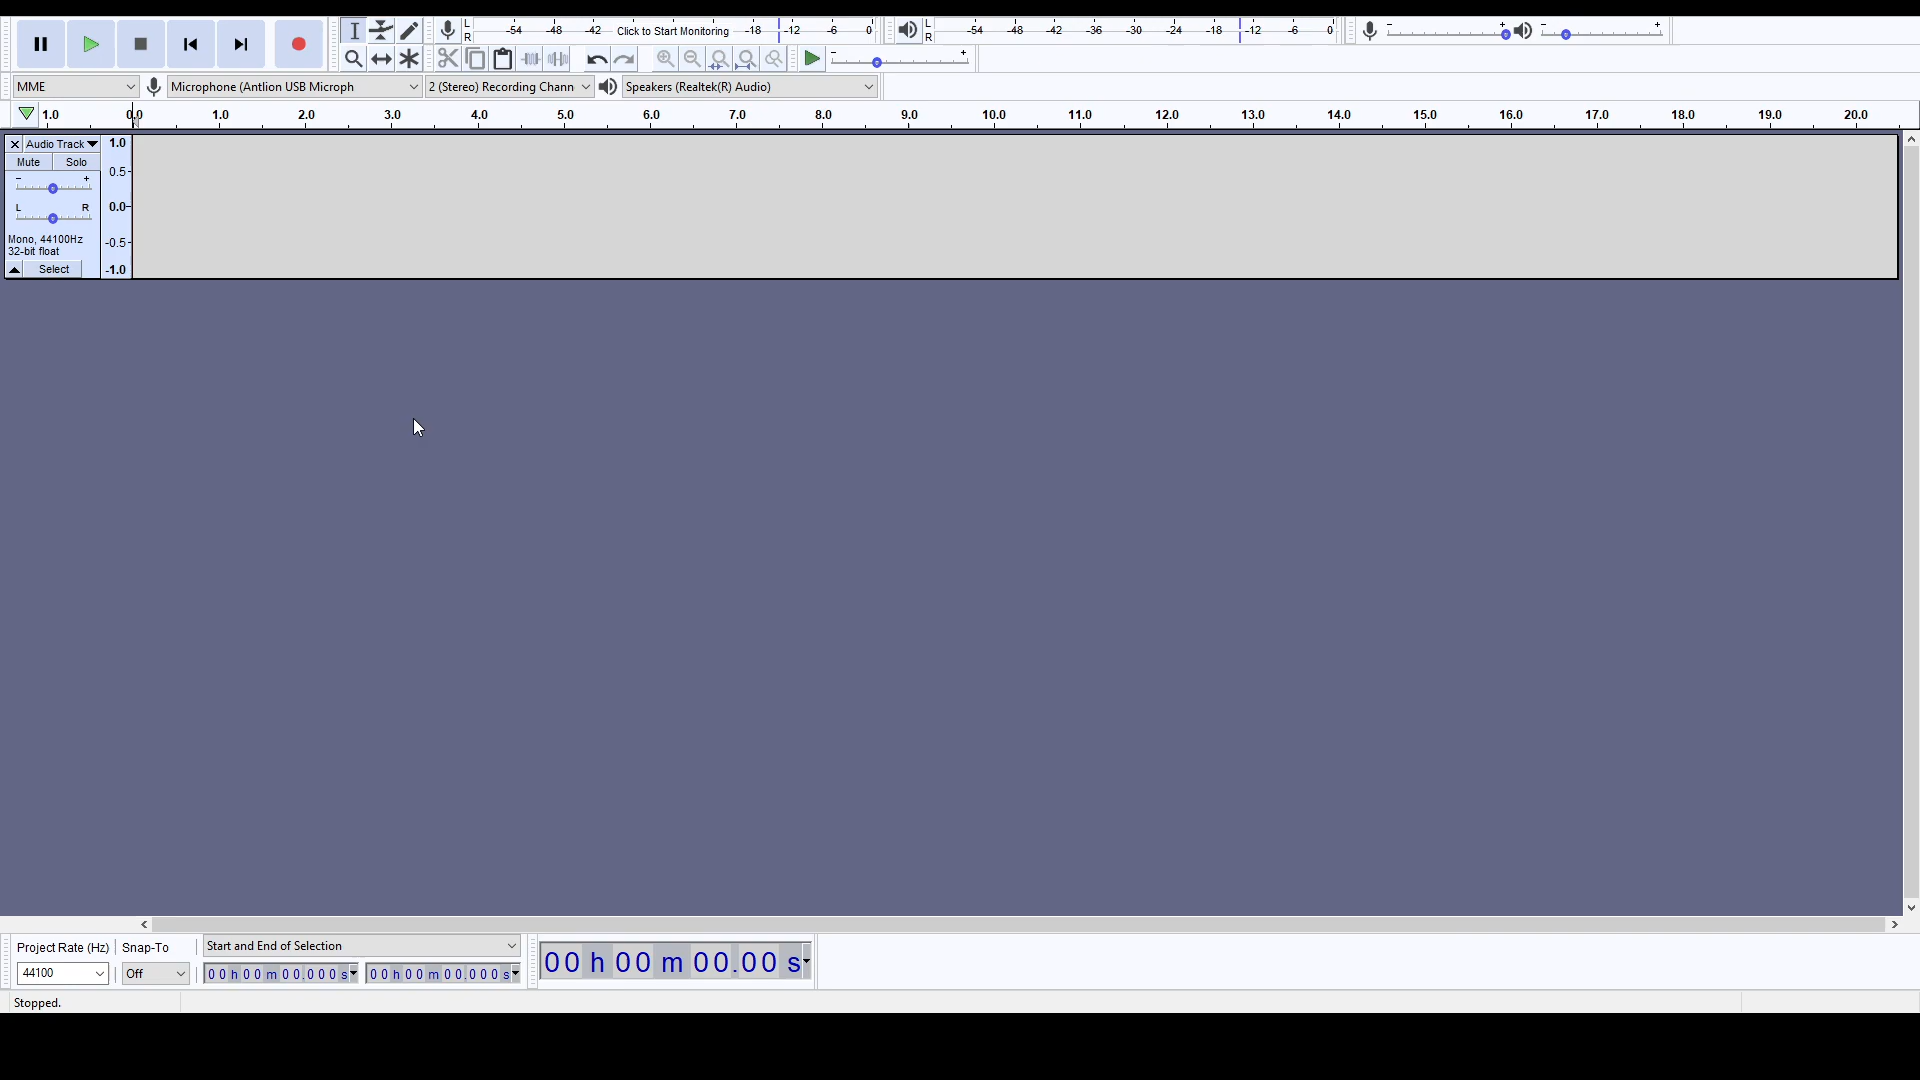 L
R
-54 -48 -42 Click to Start Monitoring -18 -12 -6 0
L
R
-54 -48 -42 -36 -30 -24 -18 -12 -6 0
- +
- +
- +
MME
Microphone (Antlion USB Microph
2 (Stereo) Recording Chann
Speakers (Realtek(R) Audio)
1.0 0.0 1.0 2.0 3.0 4.0 5.0 6.0 7.0 8.0 9.0 10.0 11.0 12.0 13.0 14.0 15.0 16.0 17.0 18.0 19.0 20.0
Audio Track
Mute Solo
- +
L R
Mono, 44100Hz
32-bit float
Select
1.0
0.5
0.0
-0.5
-1.0
Project Rate (Hz) Snap-To Start and End of Selection
44100 Off 00 h 00 m 00.000 s 00 h 00 m 00.000 s
00 h 00 m 00.00 s
Stopped.